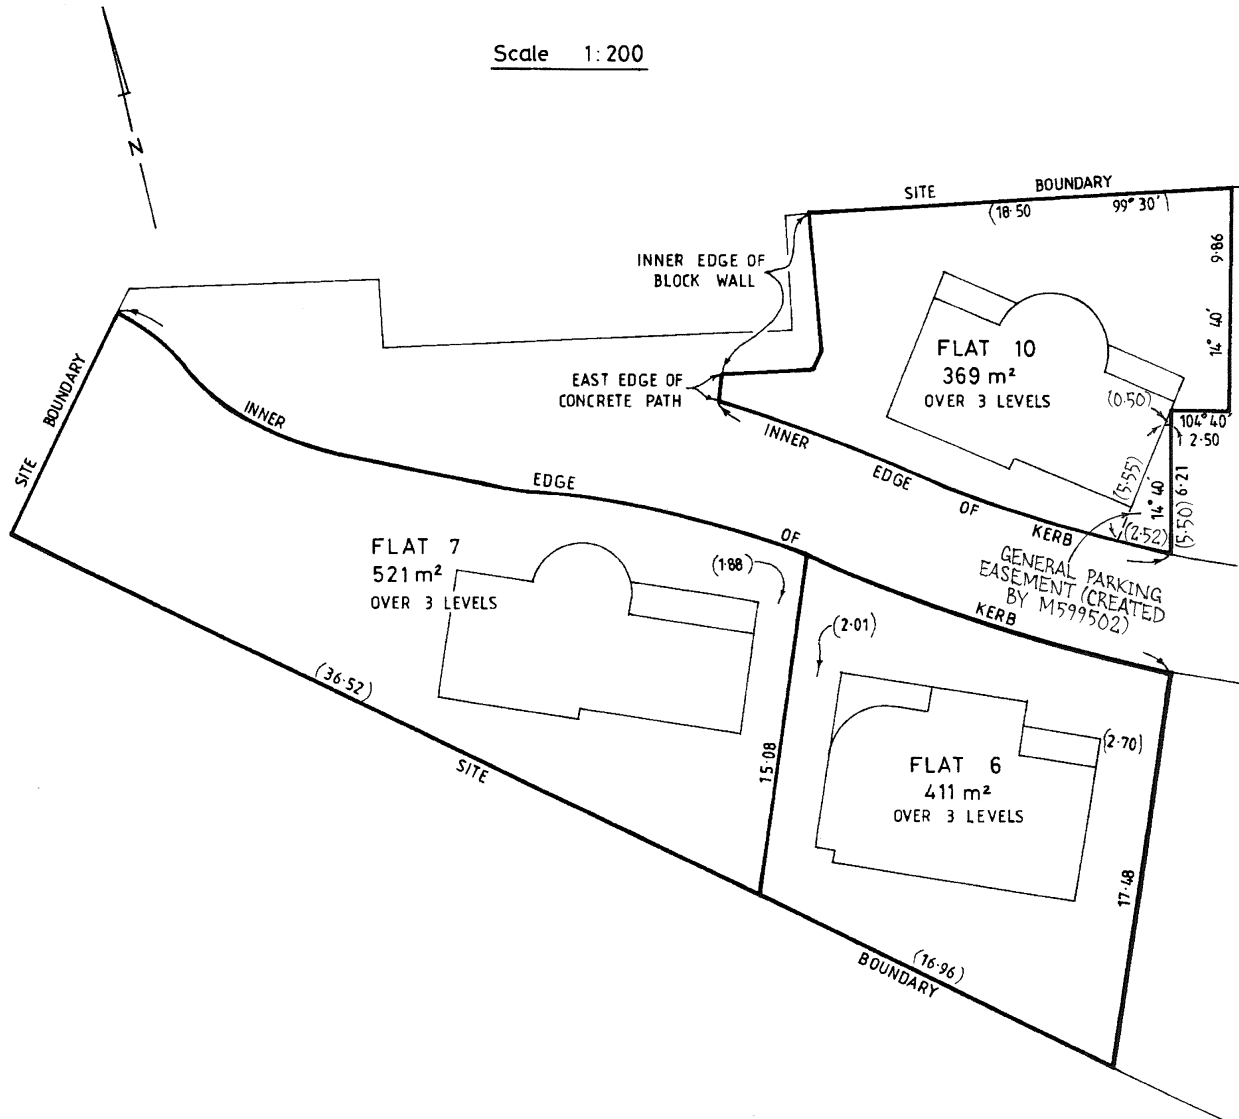 Scale 1:200
N
SITE BOUNDARY
(18·50 99° 30')
9·86
14° 40'
INNER EDGE OF
BLOCK WALL
FLAT 10
369 m²
OVER 3 LEVELS
(0.50)
104° 40'
2·50
EAST EDGE OF
CONCRETE PATH
SITE BOUNDARY
INNER EDGE OF KERB
(5.55)
14° 40' 6·21
(5.50)
(2.52)
INNER EDGE OF KERB
GENERAL PARKING
EASEMENT (CREATED
BY M599502)
FLAT 7
521 m²
OVER 3 LEVELS
(1·88)
(2·01)
15·08
(36·52)
FLAT 6
411 m²
OVER 3 LEVELS
(2·70)
17·48
SITE BOUNDARY
(16·96)